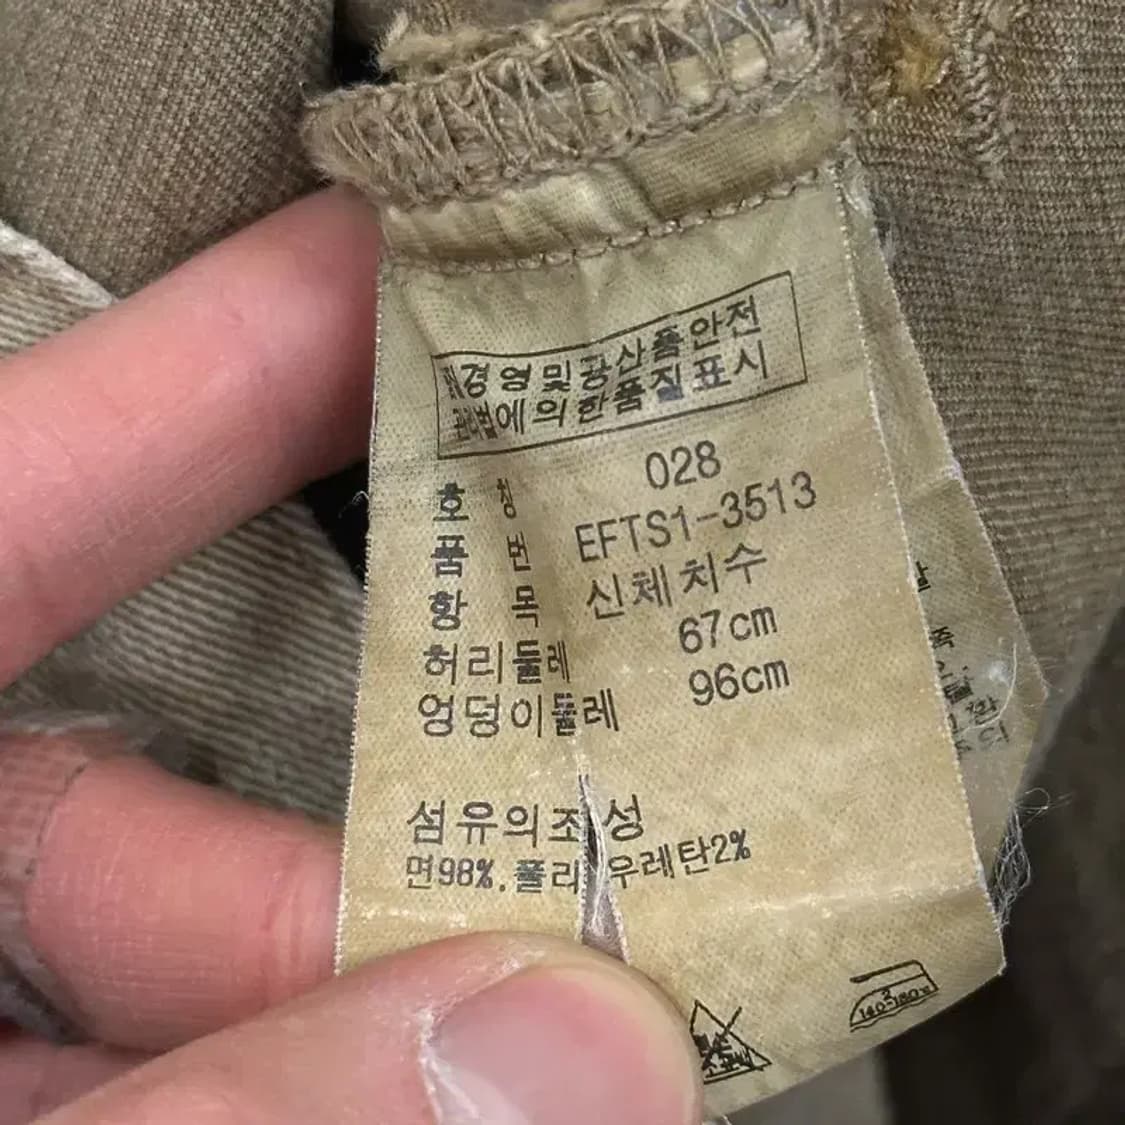 경영및공산품안전
관리법에의한품질표시
호 칭 028
품 번 EFTS1-3513
항 목 신체치수
허리둘레 67cm
엉덩이둘레 96cm
섬유의조성
면98%.폴리우레탄2%
140~160℃